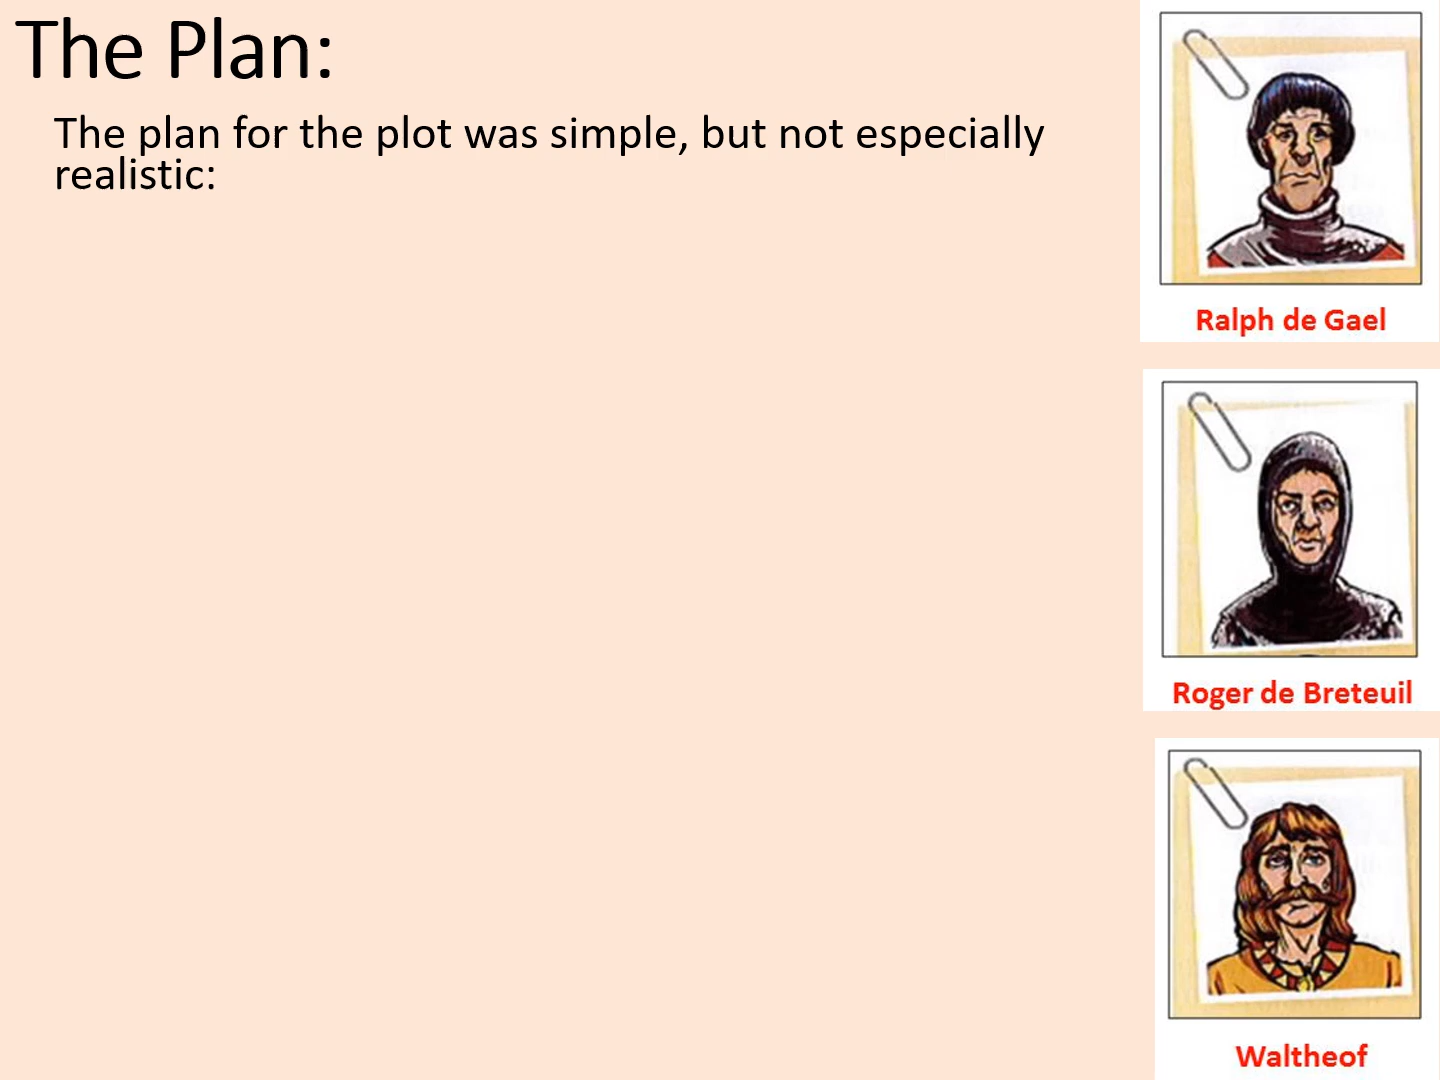 The Plan:
The plan for the plot was simple, but not especially
realistic:
Ralph de Gael
Roger de Breteuil
Waltheof